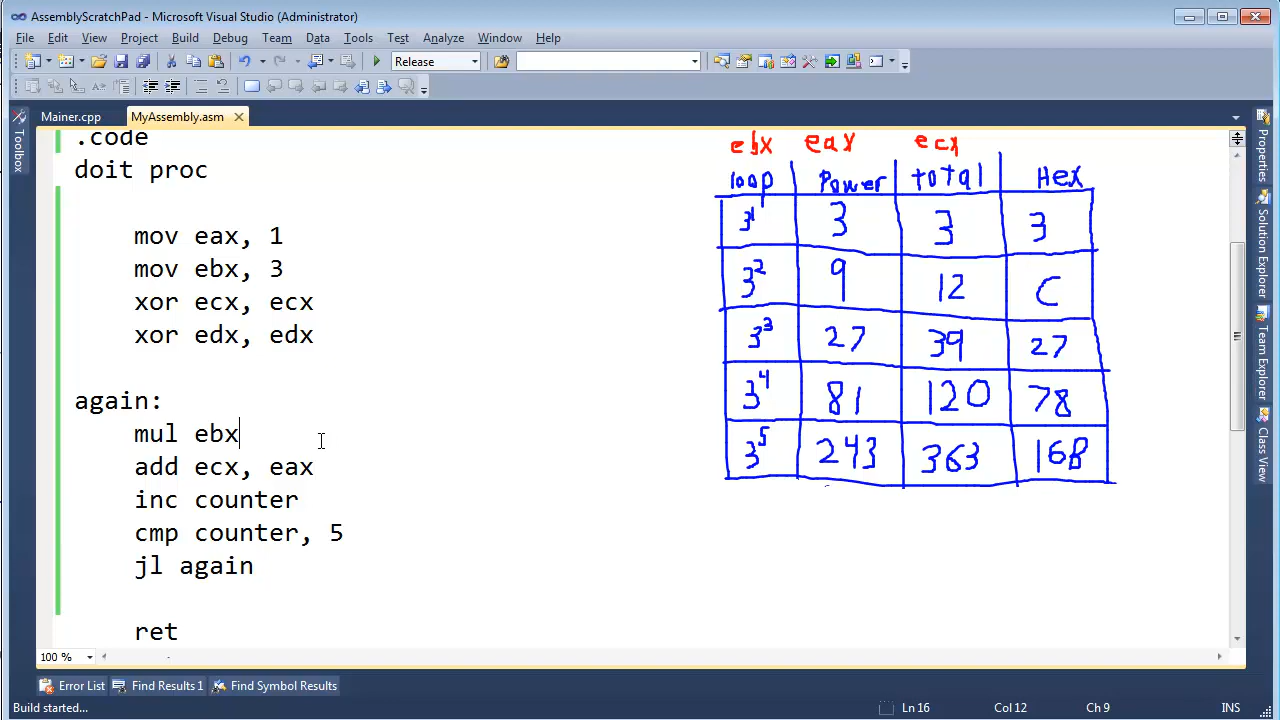 AssemblyScratchPad - Microsoft Visual Studio (Administrator)
File Edit View Project Build Debug Team Data Tools Test Analyze Window Help
Release
Mainer.cpp MyAssembly.asm
Toolbox
.code
doit proc
mov eax, 1
mov ebx, 3
xor ecx, ecx
xor edx, edx
again:
mul ebx
add ecx, eax
inc counter
cmp counter, 5
jl again
ret
ebx eax ecx
loop Power total Hex
3¹ 3 3 3
3² 9 12 C
3³ 27 39 27
3⁴ 81 120 78
3⁵ 243 363 16B
Properties
Solution Explorer
Team Explorer
Class View
100 %
Error List Find Results 1 Find Symbol Results
Build started... Ln 16 Col 12 Ch 9 INS